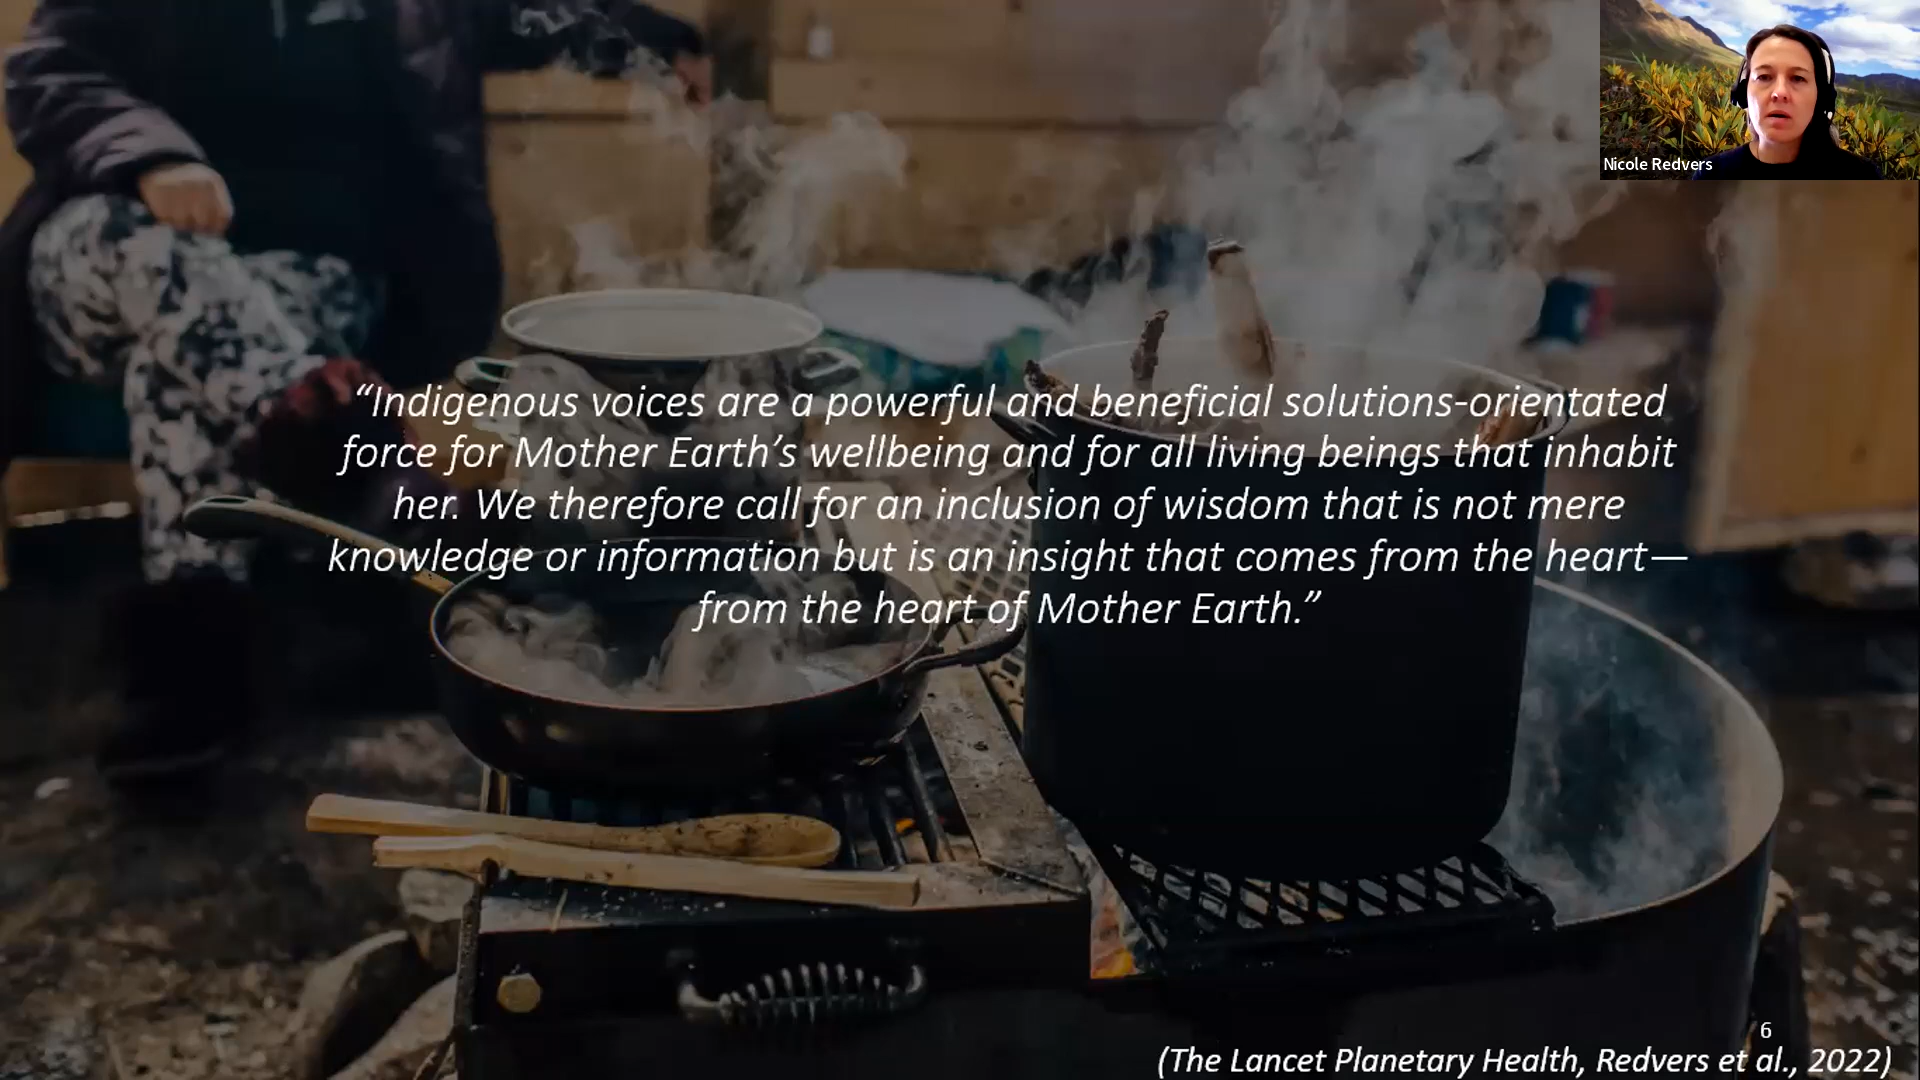 Nicole Redvers
“Indigenous voices are a powerful and beneficial solutions-orientated
force for Mother Earth’s wellbeing and for all living beings that inhabit
her. We therefore call for an inclusion of wisdom that is not mere
knowledge or information but is an insight that comes from the heart—
from the heart of Mother Earth.”
6
(The Lancet Planetary Health, Redvers et al., 2022)